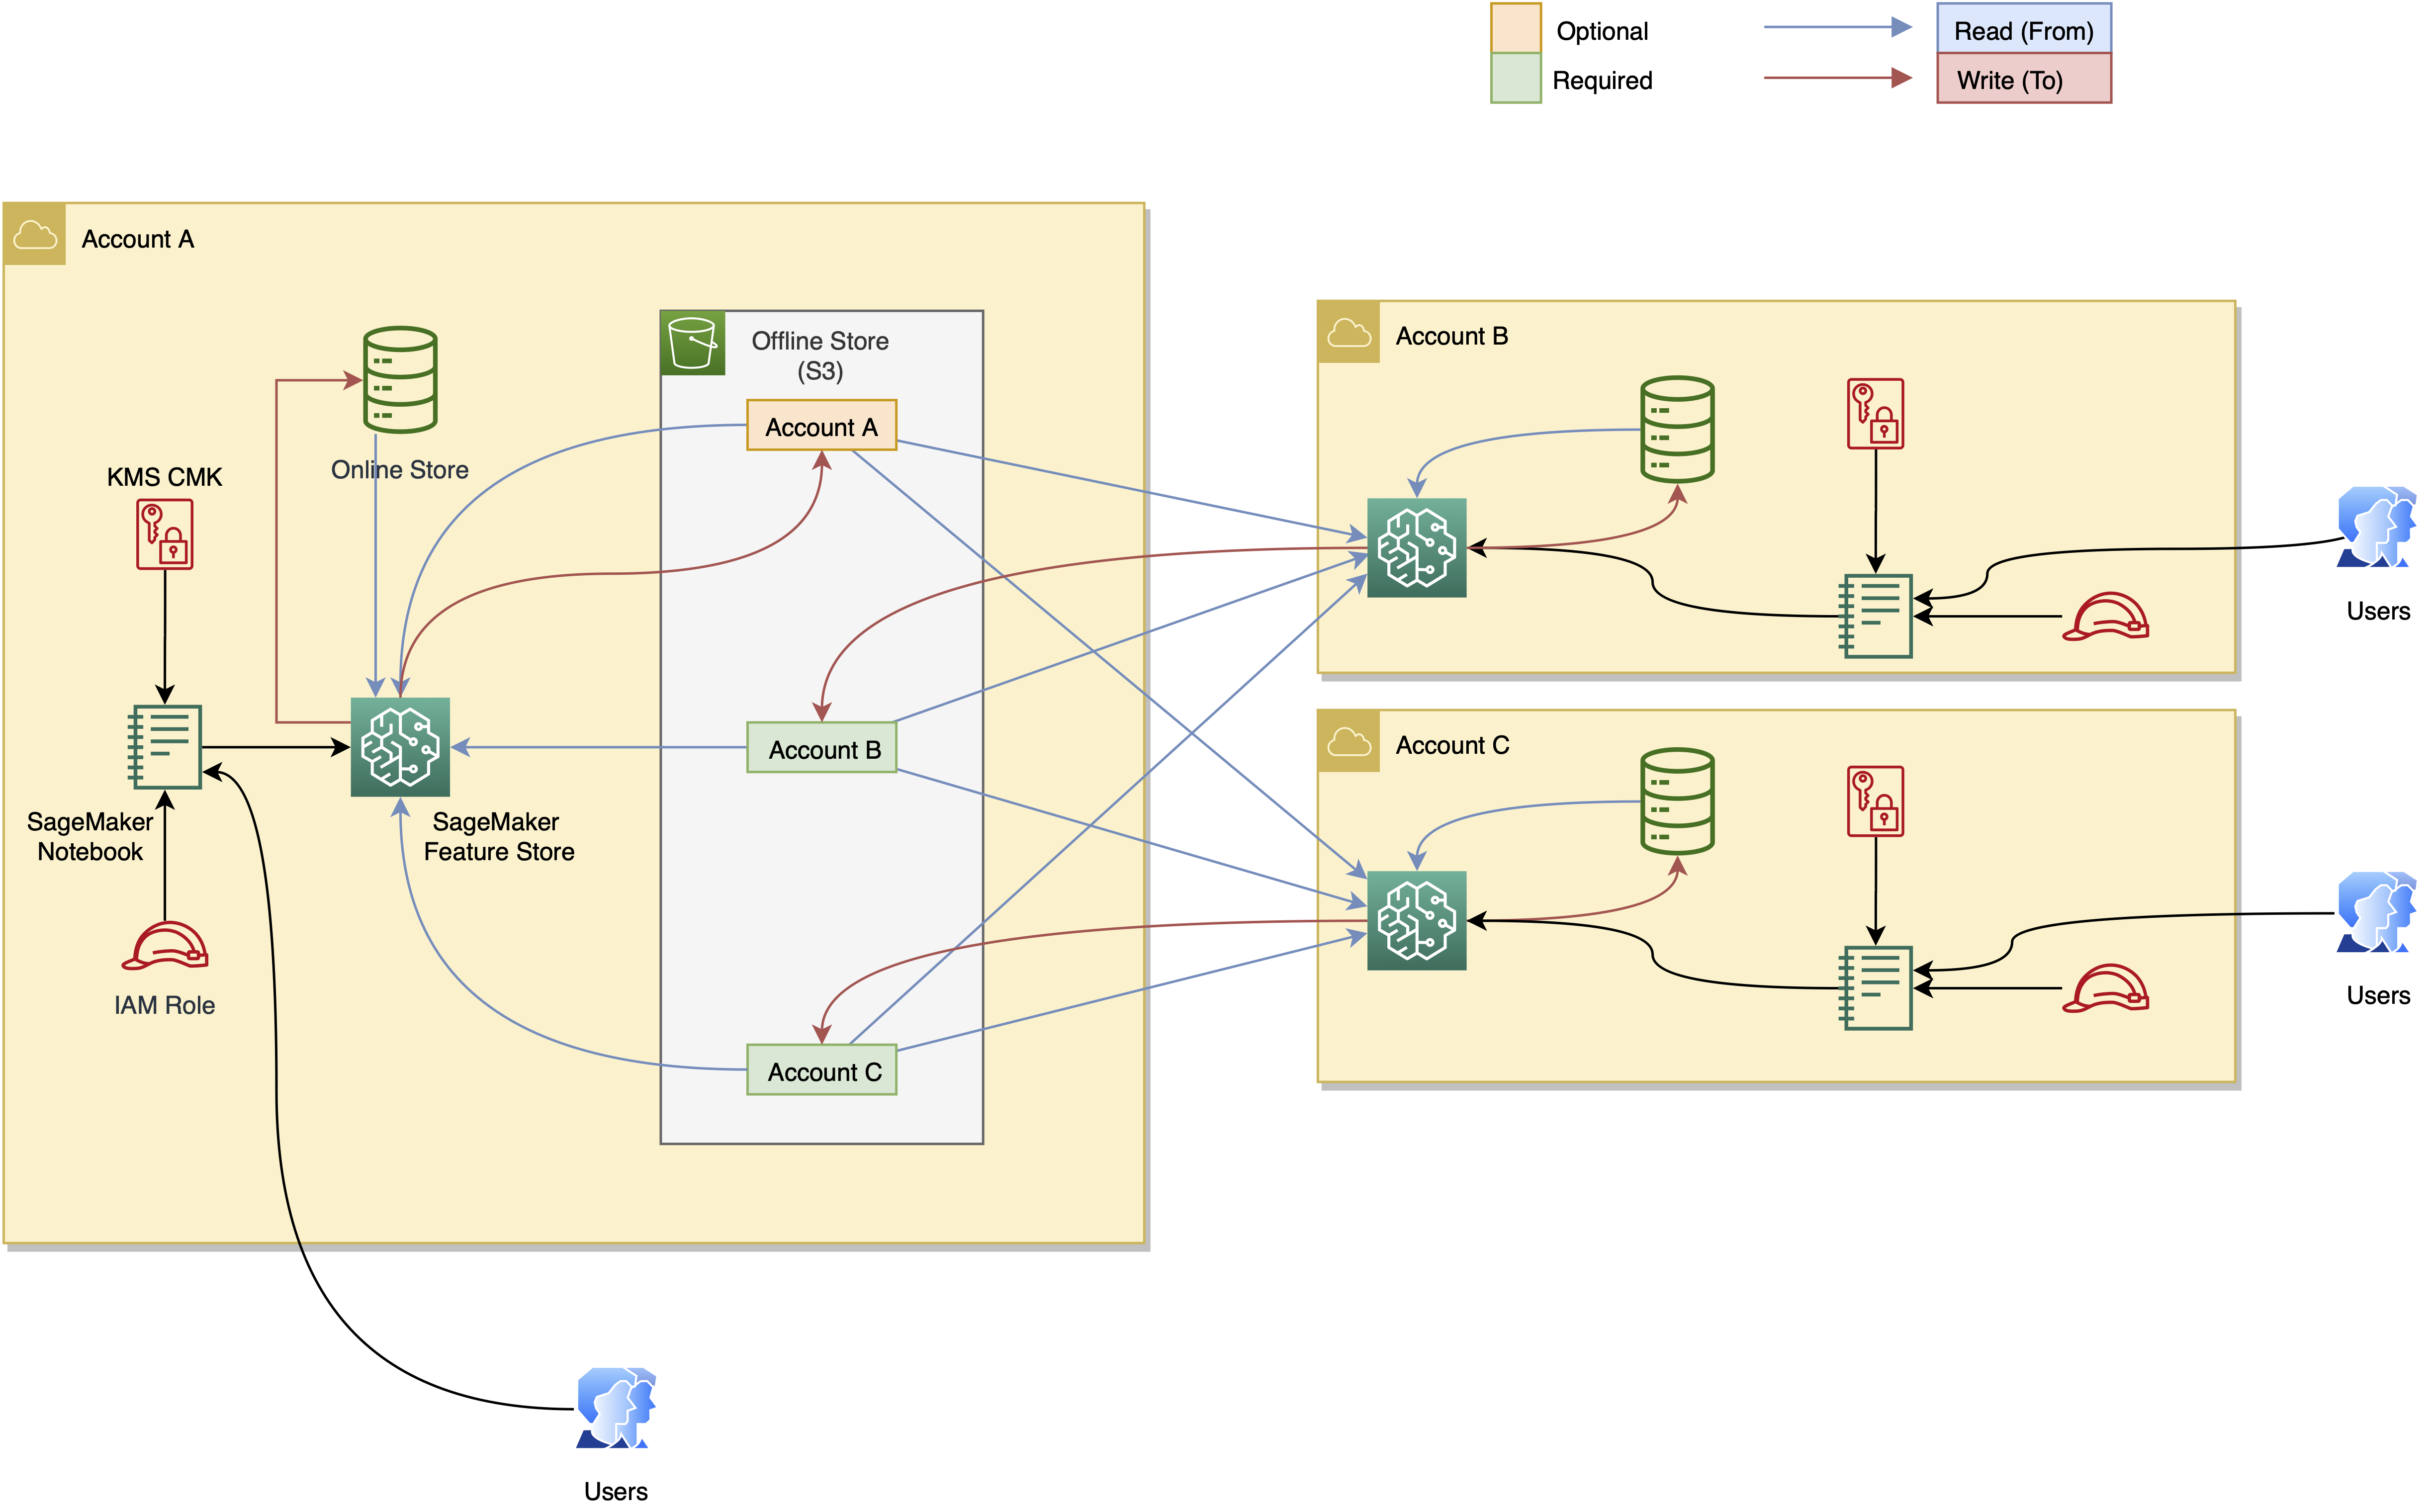 Optional
Read (From)
Required
Write (To)
Account A
Offline Store
(S3)
Account B
Account A
Online Store
KMS CMK
Users
Account B
Account C
SageMaker
Notebook
SageMaker
Feature Store
IAM Role
Users
Account C
Users